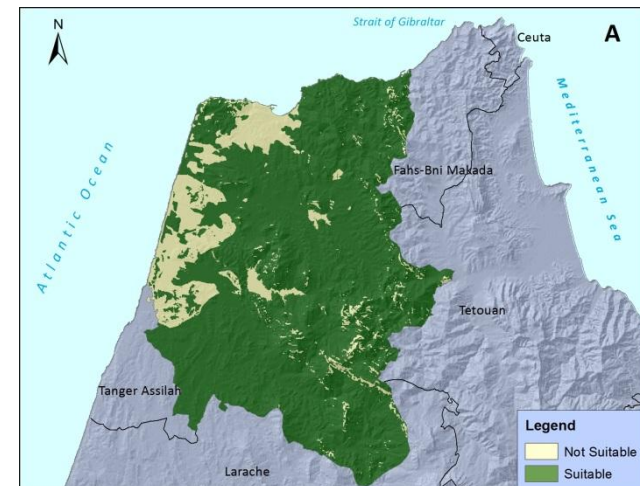 N
Strait of Gibraltar
Ceuta
A
Atlantic Ocean
Mediterranean Sea
Fahs-Bni Makada
Tetouan
Tanger Assilah
Larache
Legend
Not Suitable
Suitable